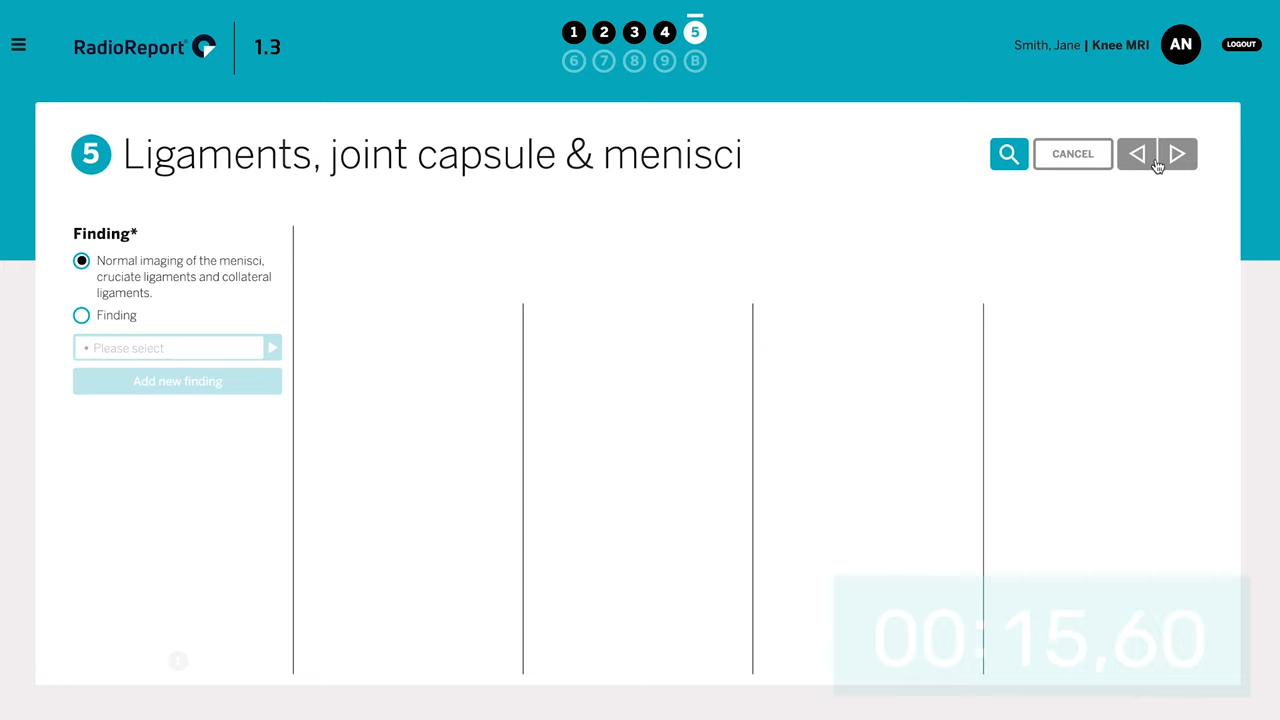 RadioReport®
1.3
1 2 3 4 5
6 7 8 9 B
Smith, Jane | Knee MRI
AN
LOGOUT
5 Ligaments, joint capsule & menisci
CANCEL
Finding*
Normal imaging of the menisci,
cruciate ligaments and collateral
ligaments.
Finding
• Please select
Add new finding
00:15,60